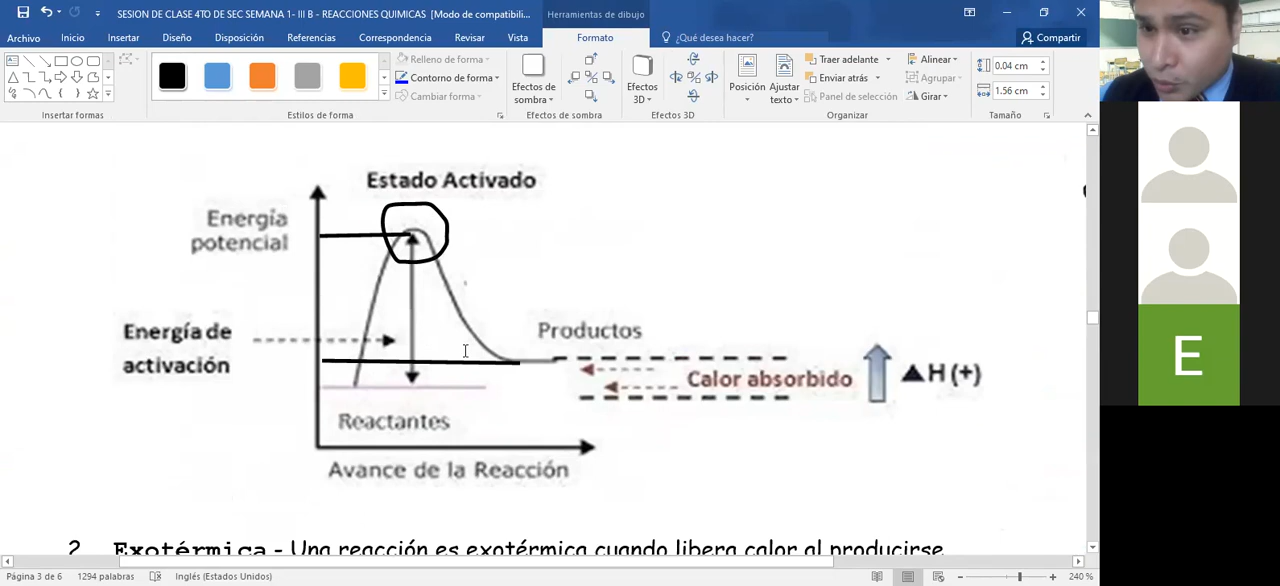 SESION DE CLASE 4TO DE SEC SEMANA 1- III B - REACCIONES QUIMICAS [Modo de compatibili...
Herramientas de dibujo
Archivo
Inicio
Insertar
Diseño
Disposición
Referencias
Correspondencia
Revisar
Vista
Formato
¿Qué desea hacer?
Compartir
Relleno de forma
Contorno de forma
Cambiar forma
Efectos de sombra
Efectos 3D
Posición
Ajustar texto
Traer adelante
Enviar atrás
Panel de selección
Alinear
Agrupar
Girar
0.04 cm
1.56 cm
Insertar formas
Estilos de forma
Efectos de sombra
Efectos 3D
Organizar
Tamaño
Estado Activado
Energía
potencial
Energía de
activación
Productos
Calor absorbido
▲H (+)
Reactantes
Avance de la Reacción
2. Exotérmica - Una reacción es exotérmica cuando libera calor al producirse
E
Página 3 de 6
1294 palabras
Inglés (Estados Unidos)
240 %